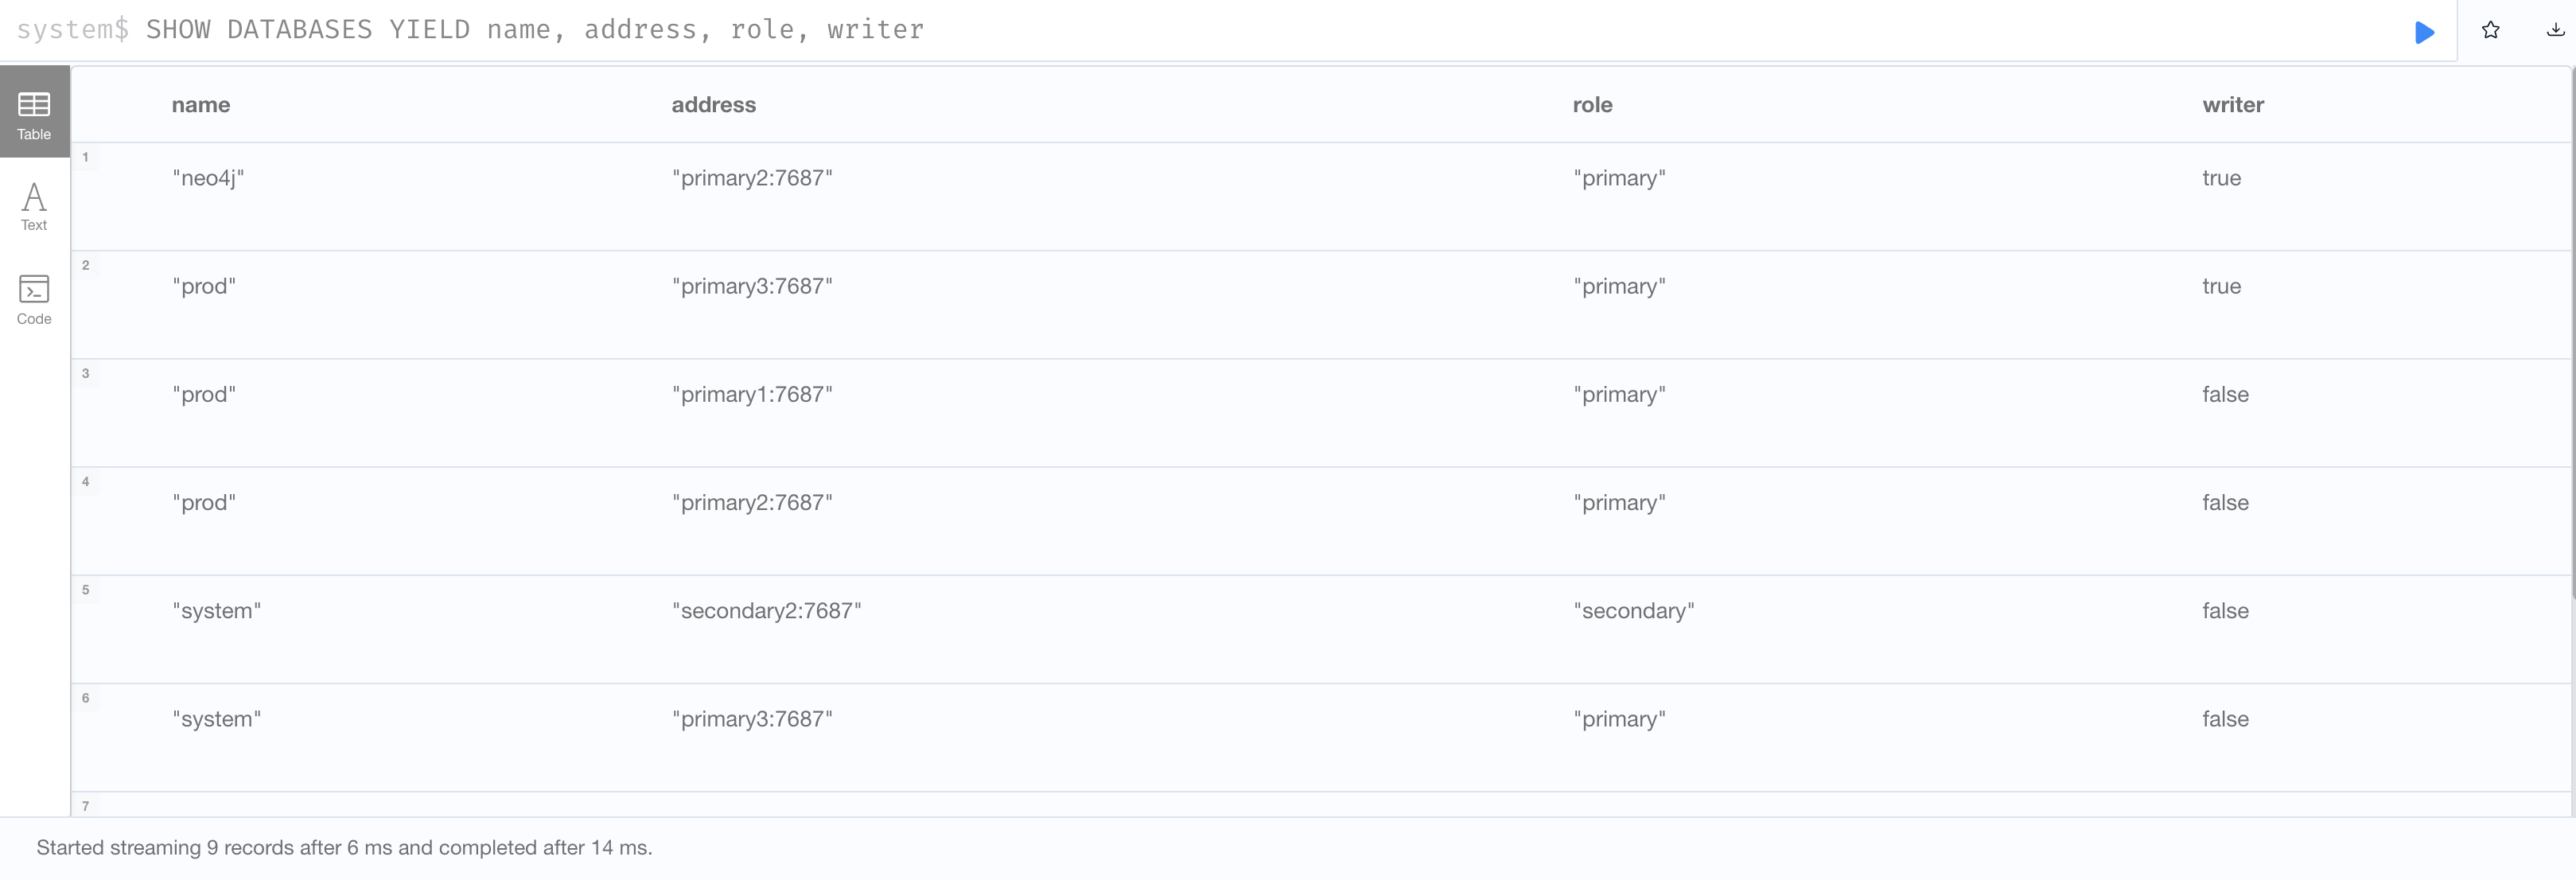 system$ SHOW DATABASES YIELD name, address, role, writer
Table
Text
Code
name address role writer
1
"neo4j" "primary2:7687" "primary" true
2
"prod" "primary3:7687" "primary" true
3
"prod" "primary1:7687" "primary" false
4
"prod" "primary2:7687" "primary" false
5
"system" "secondary2:7687" "secondary" false
6
"system" "primary3:7687" "primary" false
7
Started streaming 9 records after 6 ms and completed after 14 ms.